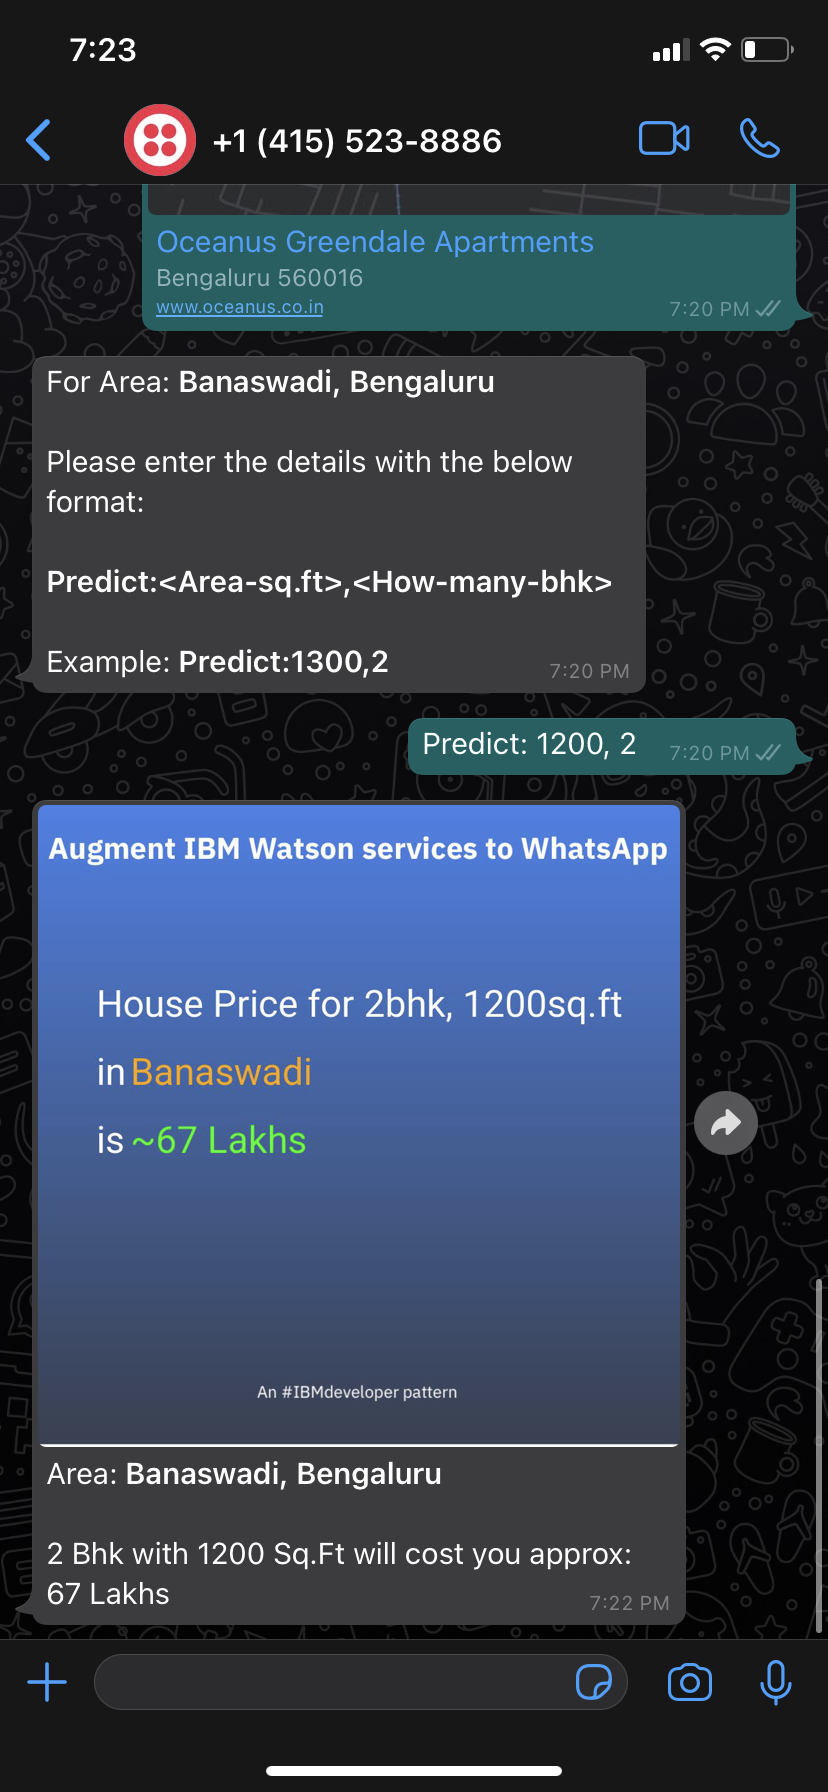 7:23
+1 (415) 523-8886
Oceanus Greendale Apartments
Bengaluru 560016
www.oceanus.co.in
7:20 PM
For Area: Banaswadi, Bengaluru
Please enter the details with the below
format:
Predict:<Area-sq.ft>,<How-many-bhk>
Example: Predict:1300,2
7:20 PM
Predict: 1200, 2
7:20 PM
Augment IBM Watson services to WhatsApp
House Price for 2bhk, 1200sq.ft
in Banaswadi
is ~67 Lakhs
An #IBMdeveloper pattern
Area: Banaswadi, Bengaluru
2 Bhk with 1200 Sq.Ft will cost you approx:
67 Lakhs
7:22 PM